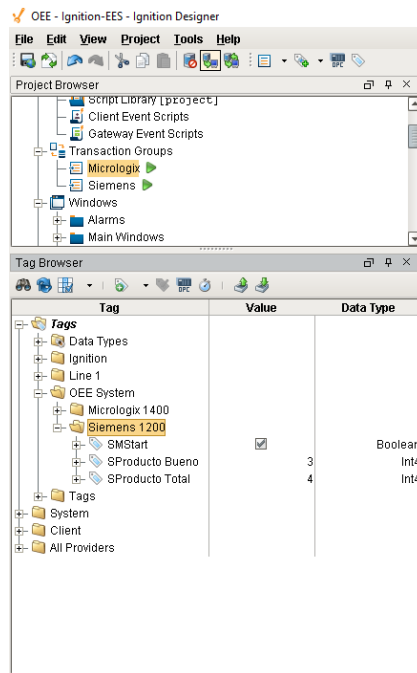 OEE - Ignition-EES - Ignition Designer
File Edit View Project Tools Help
OPC
Project Browser
Script Library [project]
Client Event Scripts
Gateway Event Scripts
Transaction Groups
Micrologix
Siemens
Windows
Alarms
Main Windows
Tag Browser
OPC
Tag Value Data Type
Tags
Data Types
Ignition
Line 1
OEE System
Micrologix 1400
Siemens 1200
SMStart Boolean
SProducto Bueno 3 Int4
SProducto Total 4 Int4
Tags
System
Client
All Providers